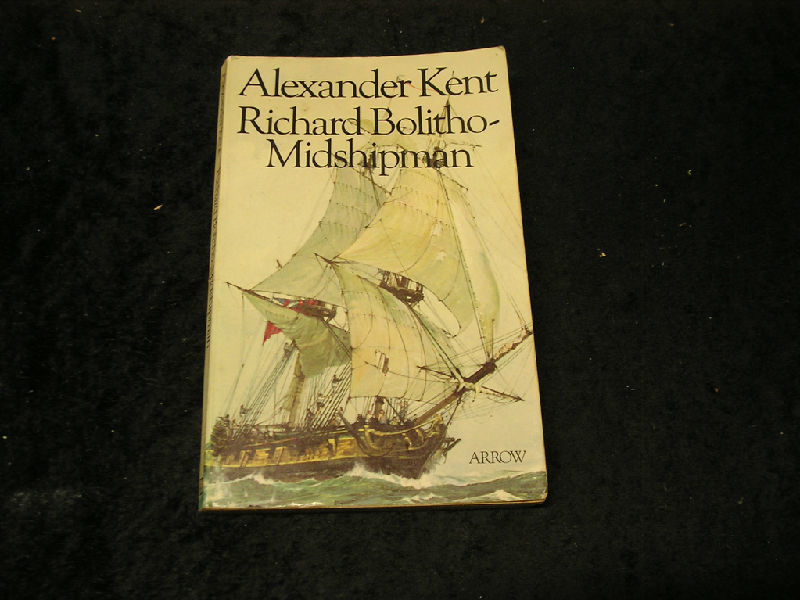 Alexander Kent
Richard Bolitho-
Midshipman
ARROW